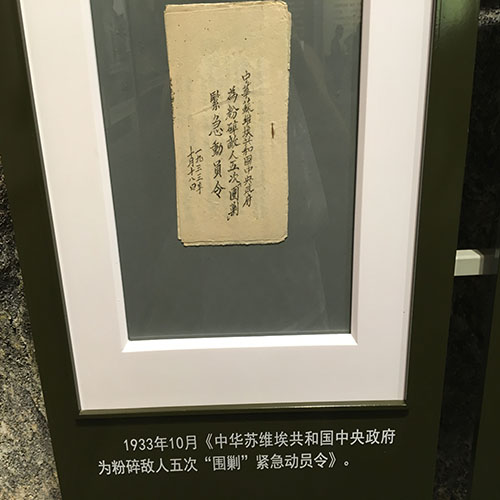 中華蘇維埃共和國中央政府
為粉碎敵人五次圍剿
緊急動員令
一九三三年
十月十八日
1933年10月《中华苏维埃共和国中央政府
为粉碎敌人五次“围剿”紧急动员令》。